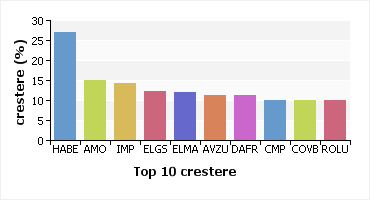 crestere (%)
30
25
20
15
10
5
0
HABE AMO IMP ELGS ELMA AVZU DAFR CMP COVB ROLU
Top 10 crestere